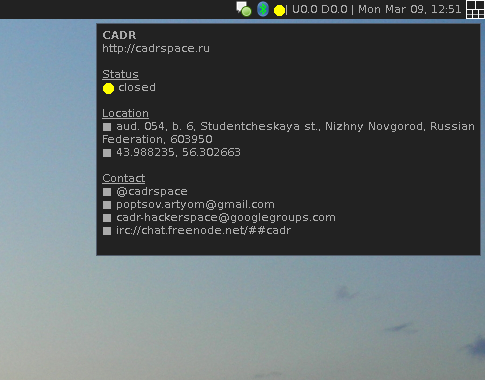 | U0.0 D0.0 | Mon Mar 09, 12:51
CADR
http://cadrspace.ru
Status
closed
Location
aud. 054, b. 6, Studentcheskaya st., Nizhny Novgorod, Russian
Federation, 603950
43.988235, 56.302663
Contact
@cadrspace
poptsov.artyom@gmail.com
cadr-hackerspace@googlegroups.com
irc://chat.freenode.net/##cadr